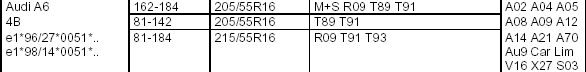 Audi A6 162-184 205/55R16 M+S R09 T89 T91 A02 A04 A05
4B 81-142 205/55R16 T89 T91 A08 A09 A12
e1*96/27*0051*.. 81-184 215/55R16 R09 T91 T93 A14 A21 A70
e1*98/14*0051*.. Au9 Car Lim
V16 X27 S03